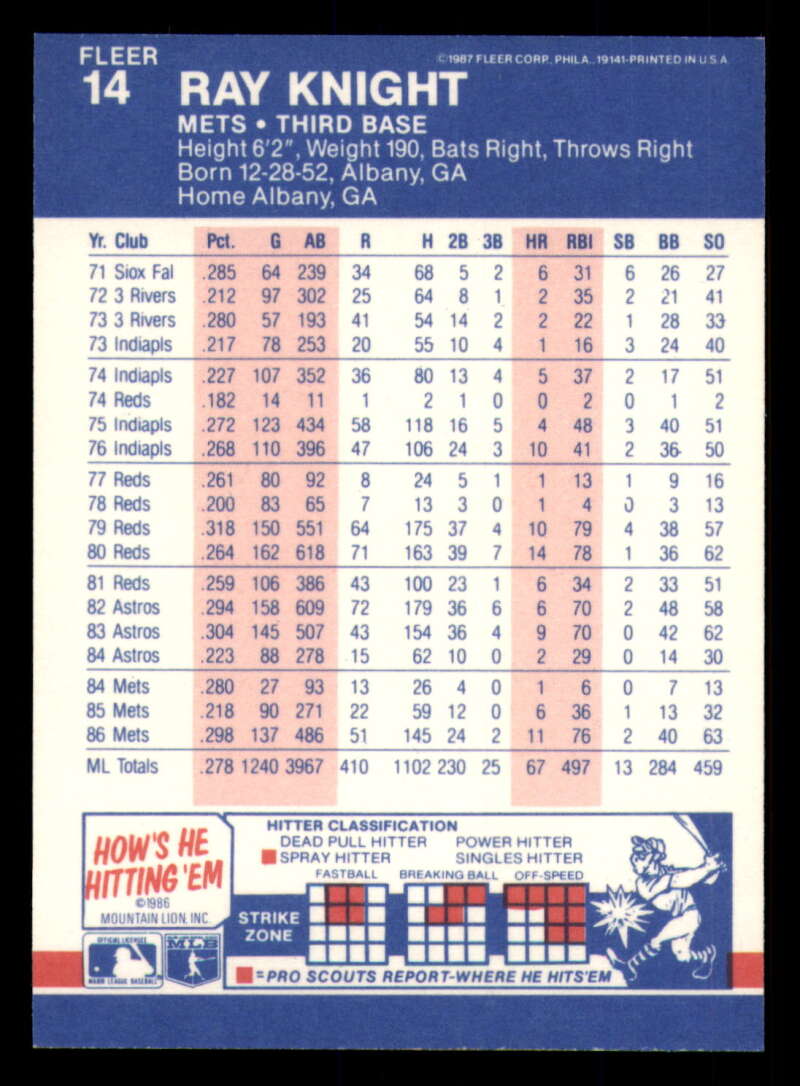 FLEER
14
©1987 FLEER CORP. PHILA., 19141-PRINTED IN U.S.A.
RAY KNIGHT
METS • THIRD BASE
Height 6'2", Weight 190, Bats Right, Throws Right
Born 12-28-52, Albany, GA
Home Albany, GA
Yr. Club Pct. G AB R H 2B 3B HR RBI SB BB SO
71 Siox Fal .285 64 239 34 68 5 2 6 31 6 26 27
72 3 Rivers .212 97 302 25 64 8 1 2 35 2 21 41
73 3 Rivers .280 57 193 41 54 14 2 2 22 1 28 33
73 Indiapls .217 78 253 20 55 10 4 1 16 3 24 40
74 Indiapls .227 107 352 36 80 13 4 5 37 2 17 51
74 Reds .182 14 11 1 2 1 0 0 2 0 1 2
75 Indiapls .272 123 434 58 118 16 5 4 48 3 40 51
76 Indiapls .268 110 396 47 106 24 3 10 41 2 36 50
77 Reds .261 80 92 8 24 5 1 1 13 1 9 16
78 Reds .200 83 65 7 13 3 0 1 4 0 3 13
79 Reds .318 150 551 64 175 37 4 10 79 4 38 57
80 Reds .264 162 618 71 163 39 7 14 78 1 36 62
81 Reds .259 106 386 43 100 23 1 6 34 2 33 51
82 Astros .294 158 609 72 179 36 6 6 70 2 48 58
83 Astros .304 145 507 43 154 36 4 9 70 0 42 62
84 Astros .223 88 278 15 62 10 0 2 29 0 14 30
84 Mets .280 27 93 13 26 4 0 1 6 0 7 13
85 Mets .218 90 271 22 59 12 0 6 36 1 13 32
86 Mets .298 137 486 51 145 24 2 11 76 2 40 63
ML Totals .278 1240 3967 410 1102 230 25 67 497 13 284 459
HOW'S HE
HITTING 'EM
©1986
MOUNTAIN LION, INC.
HITTER CLASSIFICATION
DEAD PULL HITTER POWER HITTER
SPRAY HITTER SINGLES HITTER
FASTBALL BREAKING BALL OFF-SPEED
STRIKE
ZONE
=PRO SCOUTS REPORT-WHERE HE HITS'EM
OFFICIAL LICENSEE
MAJOR LEAGUE BASEBALL
MLB